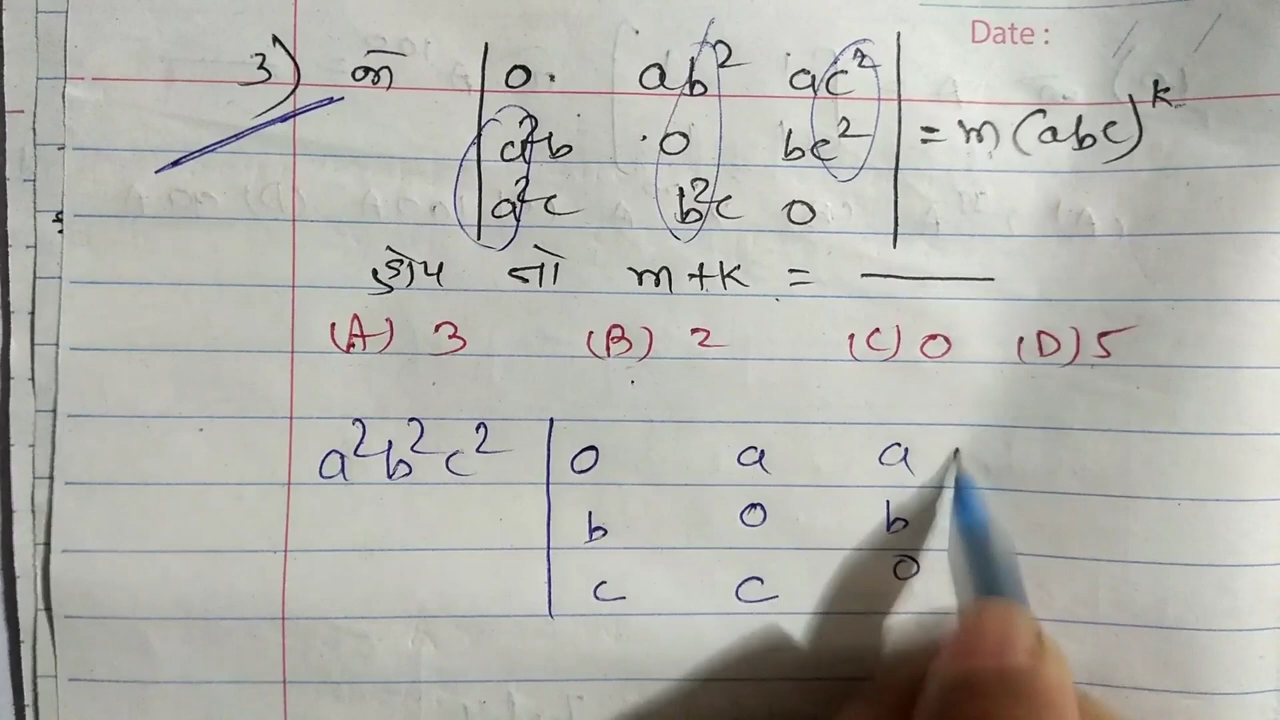 Date :
3) જો | 0 ab² ac² |
| a²b 0 bc² | = m(abc)^k
| a²c b²c 0 |
હોય તો m+k = ____
(A) 3 (B) 2 (C) 0 (D) 5
a²b²c² | 0 a a
| b 0 b
| c c 0